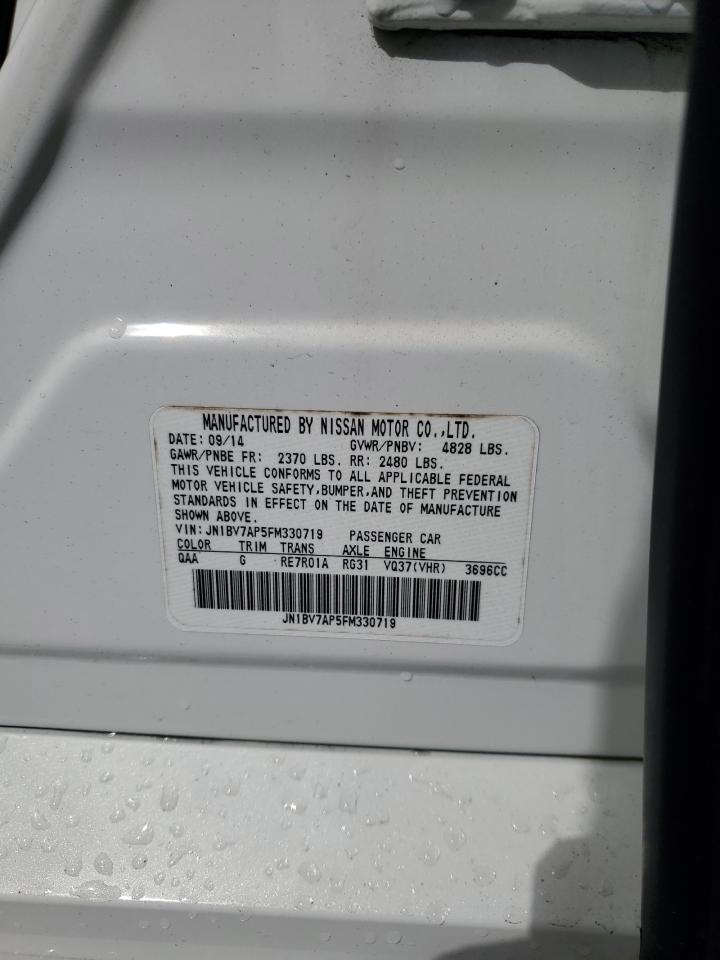 MANUFACTURED BY NISSAN MOTOR CO.,LTD.
DATE: 09/14 GVWR/PNBV: 4828 LBS.
GAWR/PNBE FR: 2370 LBS. RR: 2480 LBS.
THIS VEHICLE CONFORMS TO ALL APPLICABLE FEDERAL
MOTOR VEHICLE SAFETY,BUMPER,AND THEFT PREVENTION
STANDARDS IN EFFECT ON THE DATE OF MANUFACTURE
SHOWN ABOVE.
VIN: JN1BV7AP5FM330719 PASSENGER CAR
COLOR TRIM TRANS AXLE ENGINE
QAA G RE7R01A RG31 VQ37(VHR) 3696CC
JN1BV7AP5FM330719